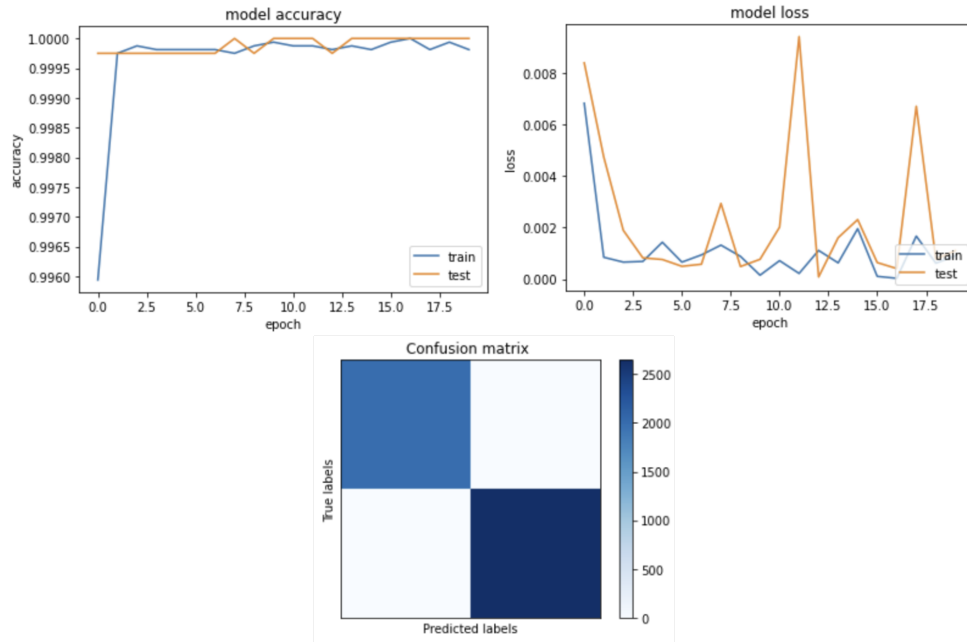 model accuracy
1.0000
0.9995
0.9990
0.9985
0.9980
0.9975
0.9970
0.9965
0.9960
accuracy
train
test
0.0 2.5 5.0 7.5 10.0 12.5 15.0 17.5
epoch
model loss
0.008
0.006
0.004
0.002
0.000
loss
train
test
0.0 2.5 5.0 7.5 10.0 12.5 15.0 17.5
epoch
Confusion matrix
True labels
Predicted labels
2500
2000
1500
1000
500
0